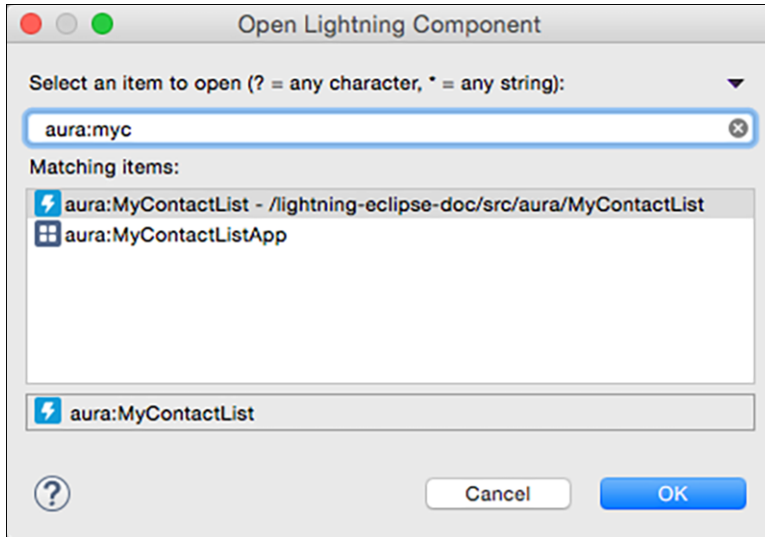 Open Lightning Component
Select an item to open (? = any character, * = any string):
aura:myc
Matching items:
aura:MyContactList - /lightning-eclipse-doc/src/aura/MyContactList
aura:MyContactListApp
aura:MyContactList
? Cancel OK